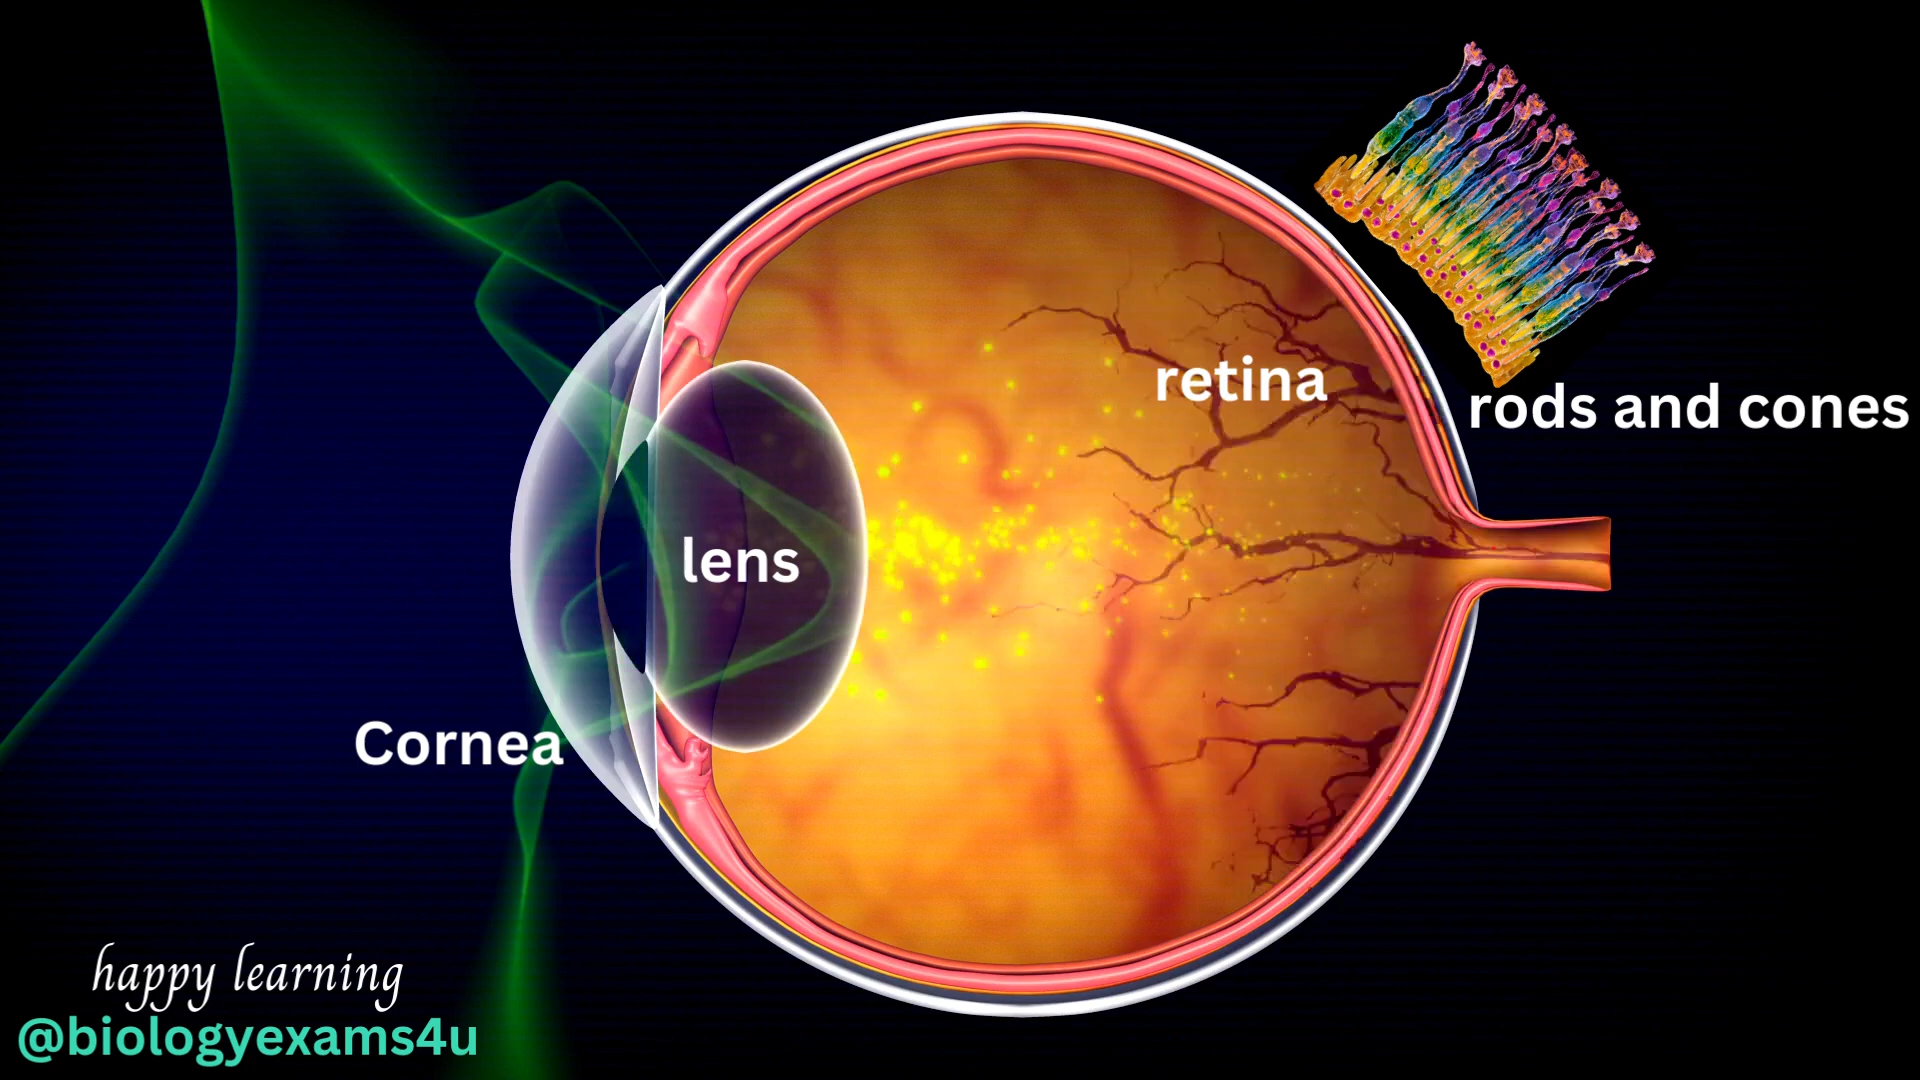 retina
rods and cones
lens
Cornea
happy learning
@biologyexams4u